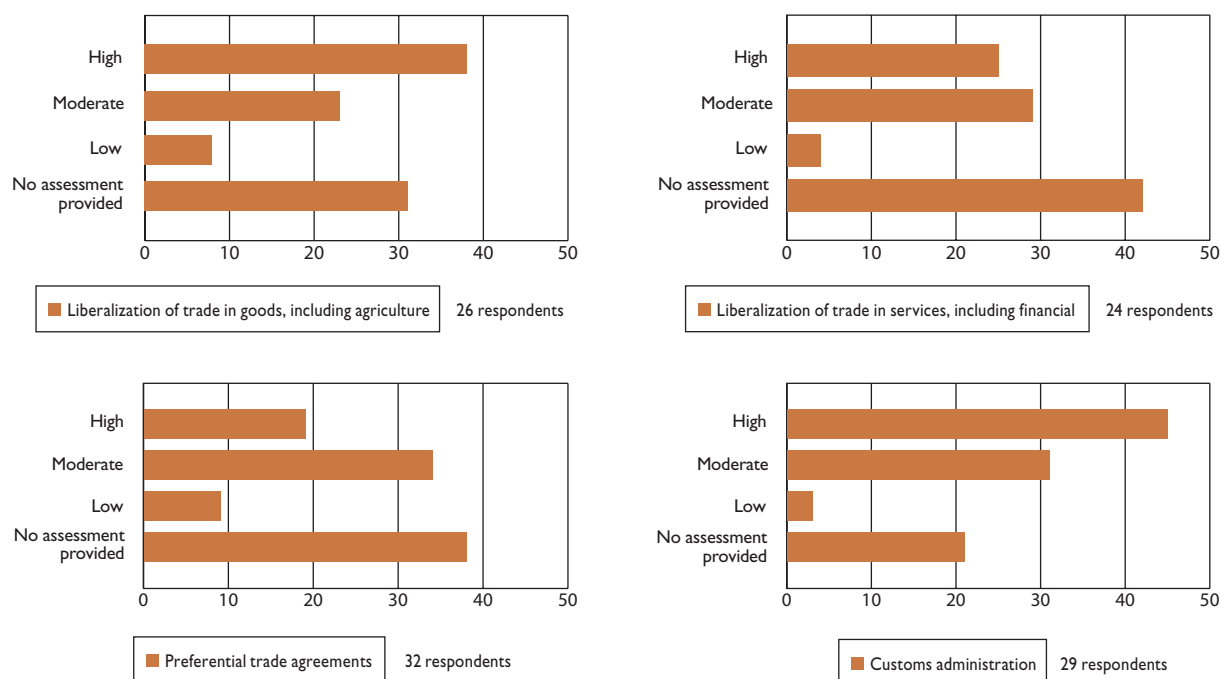 High
Moderate
Low
No assessment
provided
0 10 20 30 40 50
Liberalization of trade in goods, including agriculture 26 respondents
High
Moderate
Low
No assessment
provided
0 10 20 30 40 50
Liberalization of trade in services, including financial 24 respondents
High
Moderate
Low
No assessment
provided
0 10 20 30 40 50
Preferential trade agreements 32 respondents
High
Moderate
Low
No assessment
provided
0 10 20 30 40 50
Customs administration 29 respondents